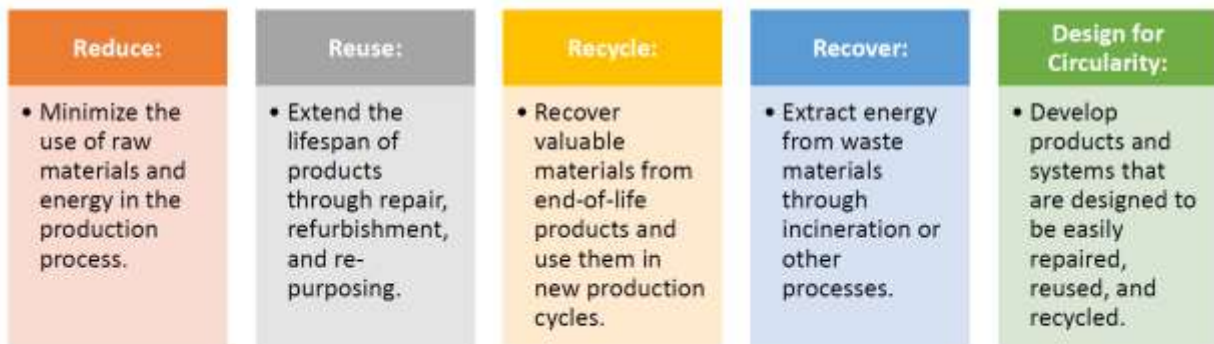 Reduce:
• Minimize the
use of raw
materials and
energy in the
production
process.
Reuse:
• Extend the
lifespan of
products
through repair,
refurbishment,
and re-
purposing.
Recycle:
• Recover
valuable
materials from
end-of-life
products and
use them in
new production
cycles.
Recover:
• Extract energy
from waste
materials
through
incineration or
other
processes.
Design for
Circularity:
• Develop
products and
systems that
are designed to
be easily
repaired,
reused, and
recycled.